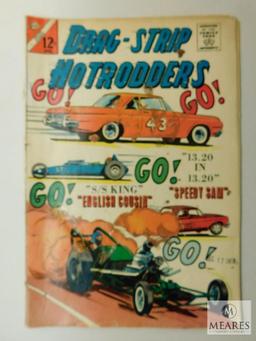 12¢
DRAG-STRIP
HOTRODDERS
GO!
GO!
43
"13.20
IN
13.20"
GO!
GO!
"S/S KING"
"SPEEDY SAM"
"ENGLISH COUSIN"
GO!
MEARES